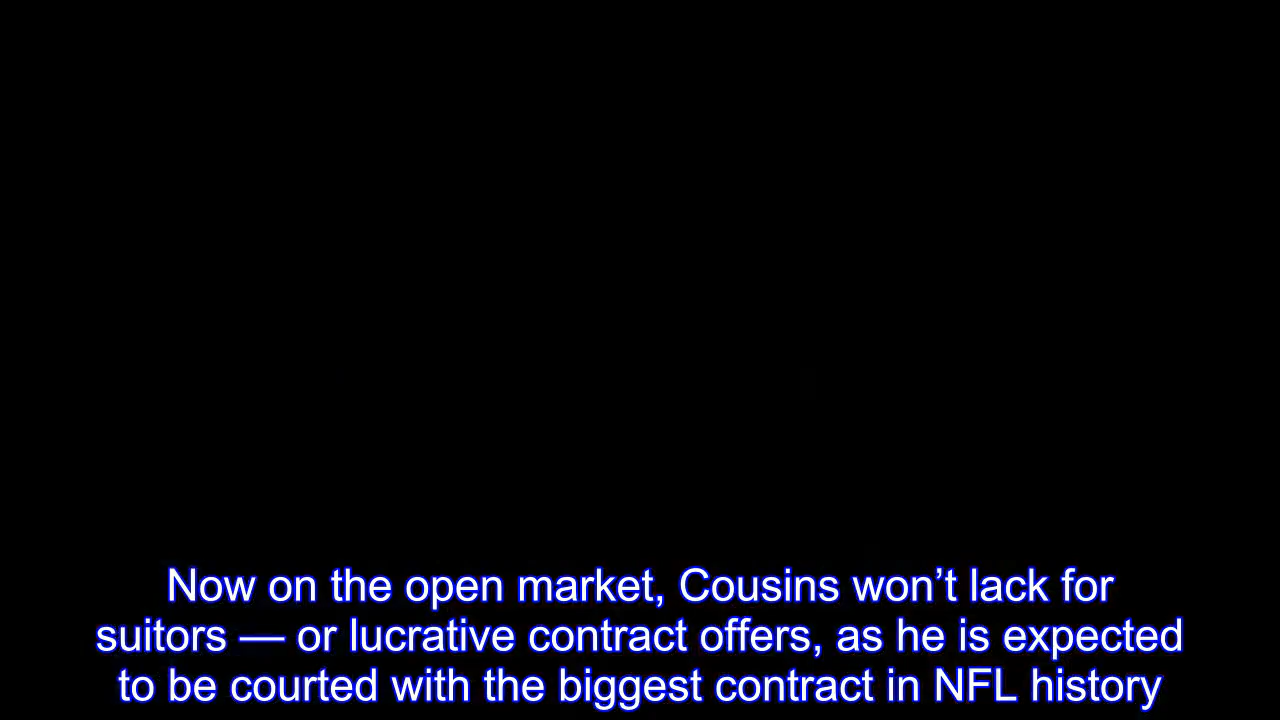 Now on the open market, Cousins won’t lack for
suitors — or lucrative contract offers, as he is expected
to be courted with the biggest contract in NFL history